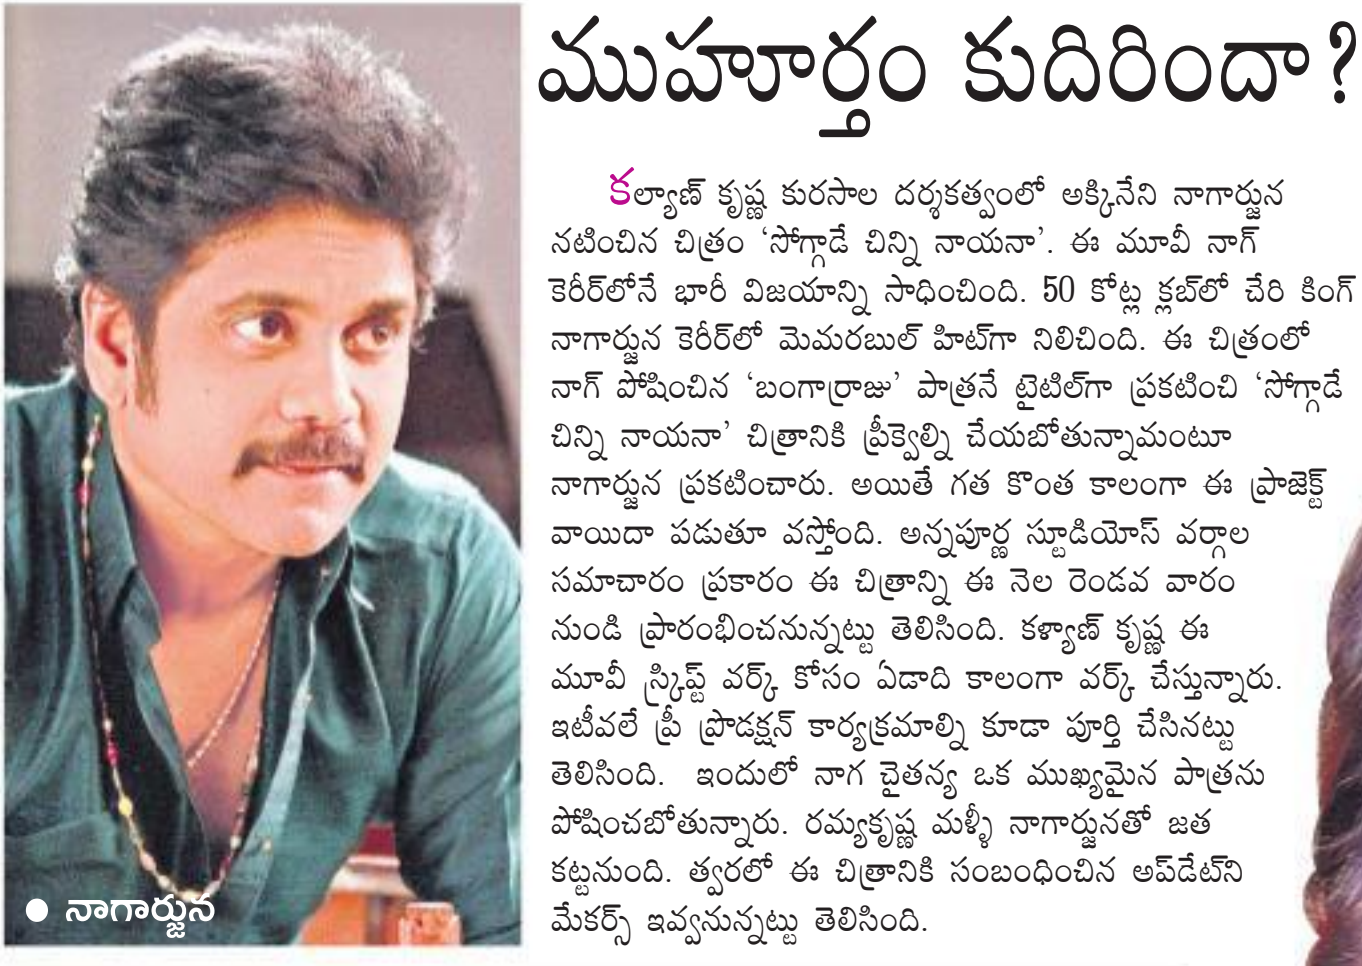 ముహూర్తం కుదిరిందా?
కల్యాణ్ కృష్ణ కురసాల దర్శకత్వంలో అక్కినేని నాగార్జున
నటించిన చిత్రం ‘సోగ్గాడే చిన్ని నాయనా’. ఈ మూవీ నాగ్
కెరీర్‌లోనే భారీ విజయాన్ని సాధించింది. 50 కోట్ల క్లబ్‌లో చేరి కింగ్
నాగార్జున కెరీర్‌లో మెమరబుల్ హిట్‌గా నిలిచింది. ఈ చిత్రంలో
నాగ్ పోషించిన ‘బంగార్రాజు’ పాత్రనే టైటిల్‌గా ప్రకటించి ‘సోగ్గాడే
చిన్ని నాయనా’ చిత్రానికి ప్రీక్వెల్ని చేయబోతున్నామంటూ
నాగార్జున ప్రకటించారు. అయితే గత కొంత కాలంగా ఈ ప్రాజెక్ట్
వాయిదా పడుతూ వస్తోంది. అన్నపూర్ణ స్టూడియోస్ వర్గాల
సమాచారం ప్రకారం ఈ చిత్రాన్ని ఈ నెల రెండవ వారం
నుండి ప్రారంభించనున్నట్టు తెలిసింది. కళ్యాణ్ కృష్ణ ఈ
మూవీ స్క్రిప్ట్ వర్క్ కోసం ఏడాది కాలంగా వర్క్ చేస్తున్నారు.
ఇటీవలే ప్రీ ప్రొడక్షన్ కార్యక్రమాల్ని కూడా పూర్తి చేసినట్టు
తెలిసింది. ఇందులో నాగ చైతన్య ఒక ముఖ్యమైన పాత్రను
పోషించబోతున్నారు. రమ్యకృష్ణ మళ్ళీ నాగార్జునతో జత
కట్టనుంది. త్వరలో ఈ చిత్రానికి సంబంధించిన అప్‌డేట్‌ని
మేకర్స్ ఇవ్వనున్నట్టు తెలిసింది.
● నాగార్జున